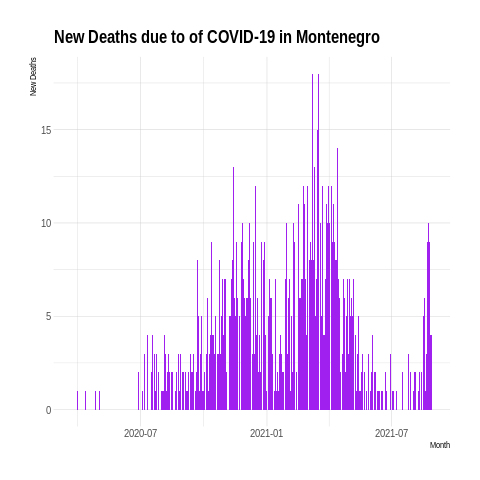 New Deaths due to of COVID-19 in Montenegro
New Deaths
15
10
5
0
2020-07
2021-01
2021-07
Month